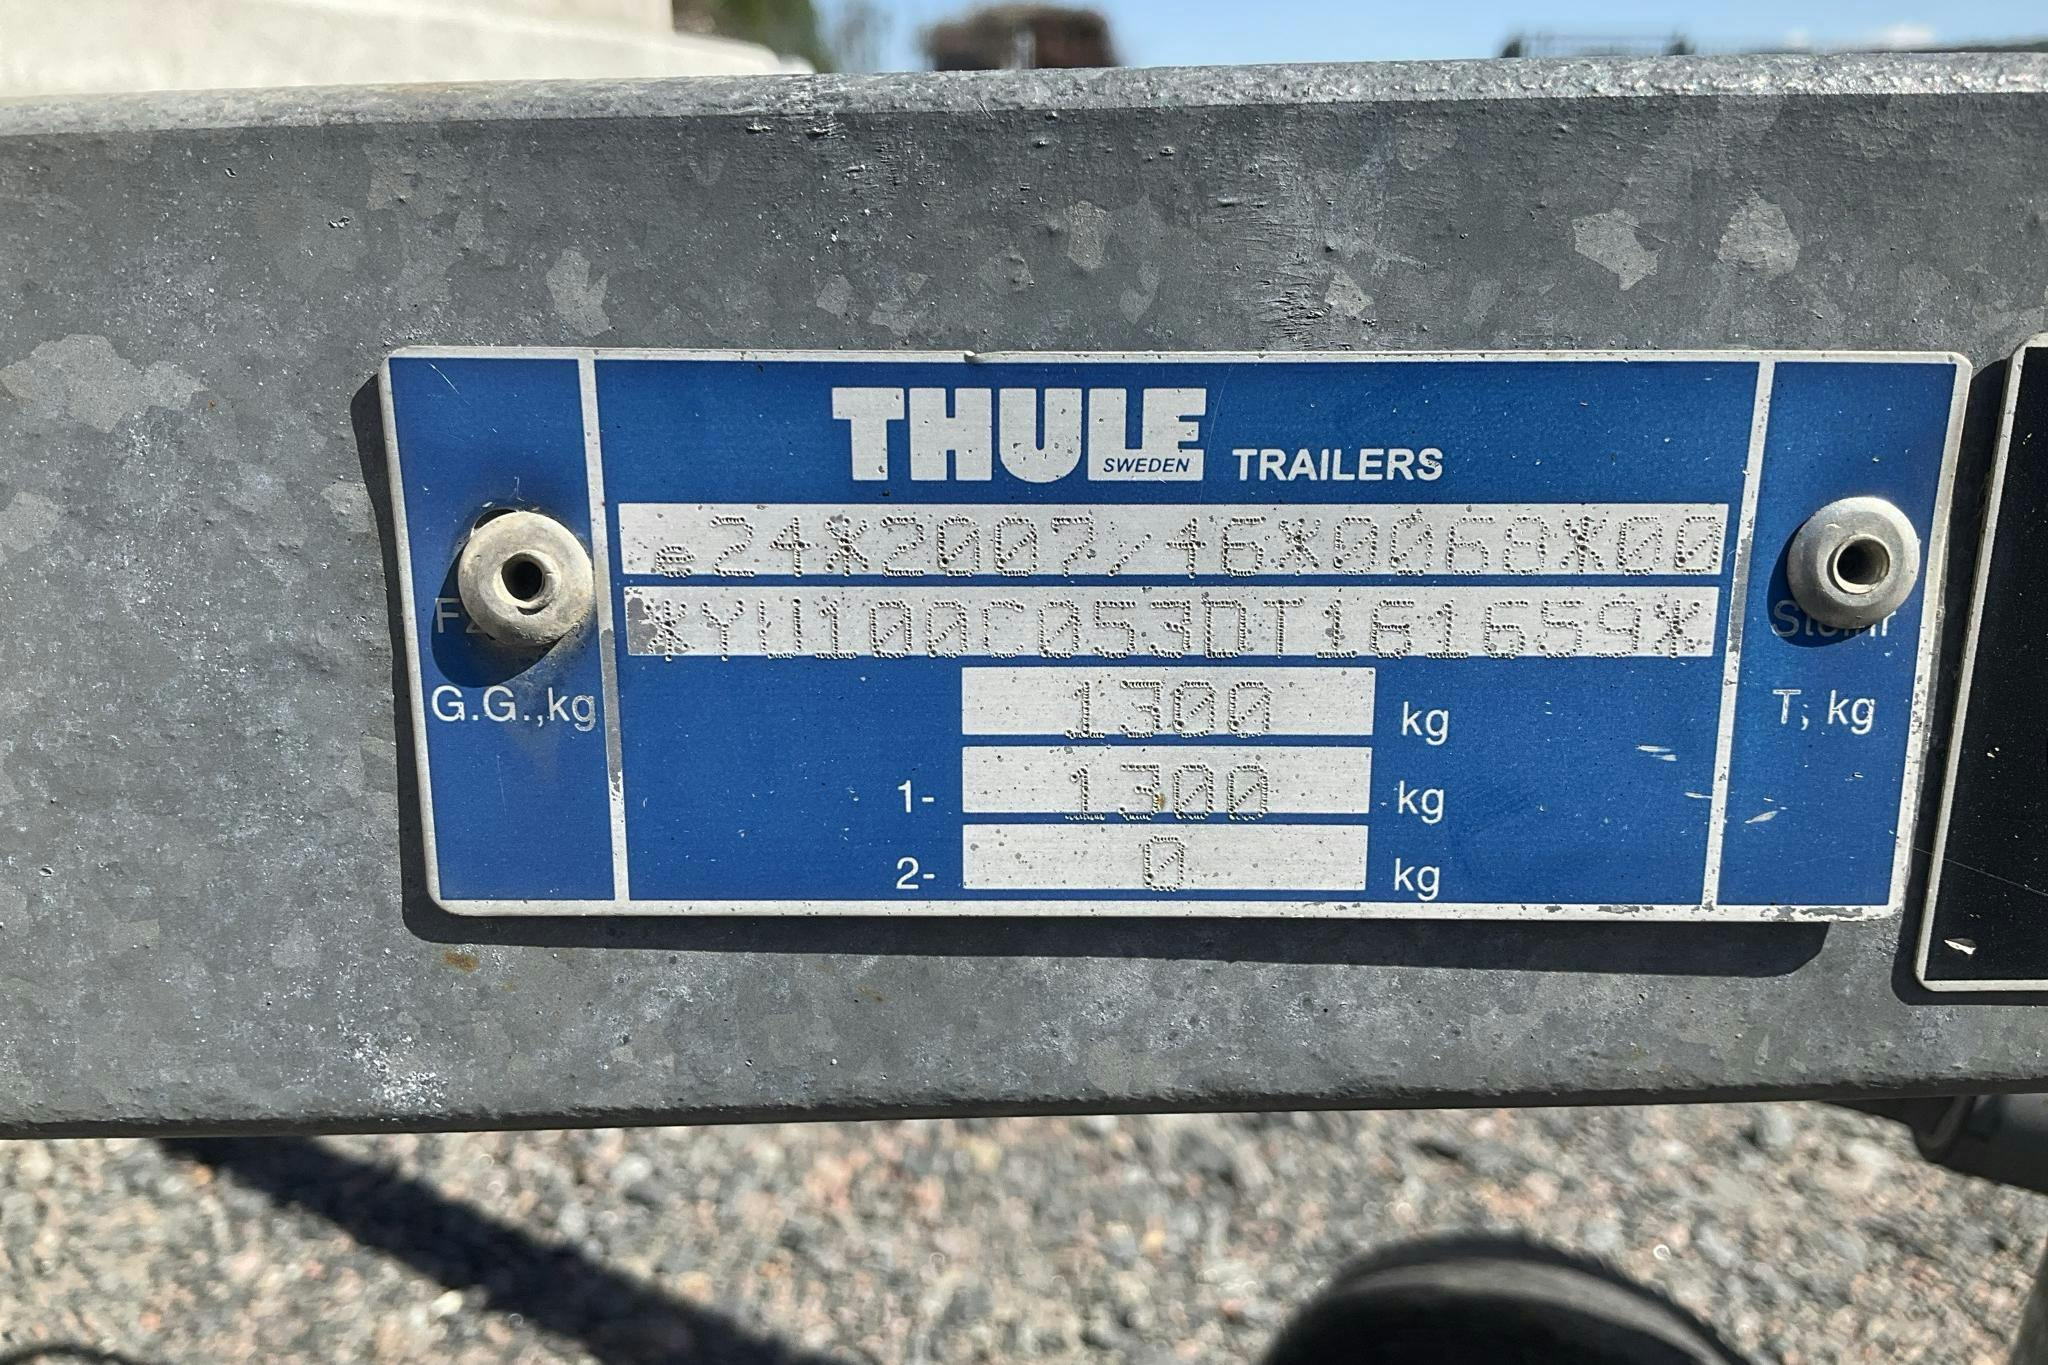 THULE
SWEDEN TRAILERS
e24*2007/46*0068*00
*YU100C053DT161659*
G.G.,kg 1300 kg T, kg
1- 1300 kg
2- 0 kg